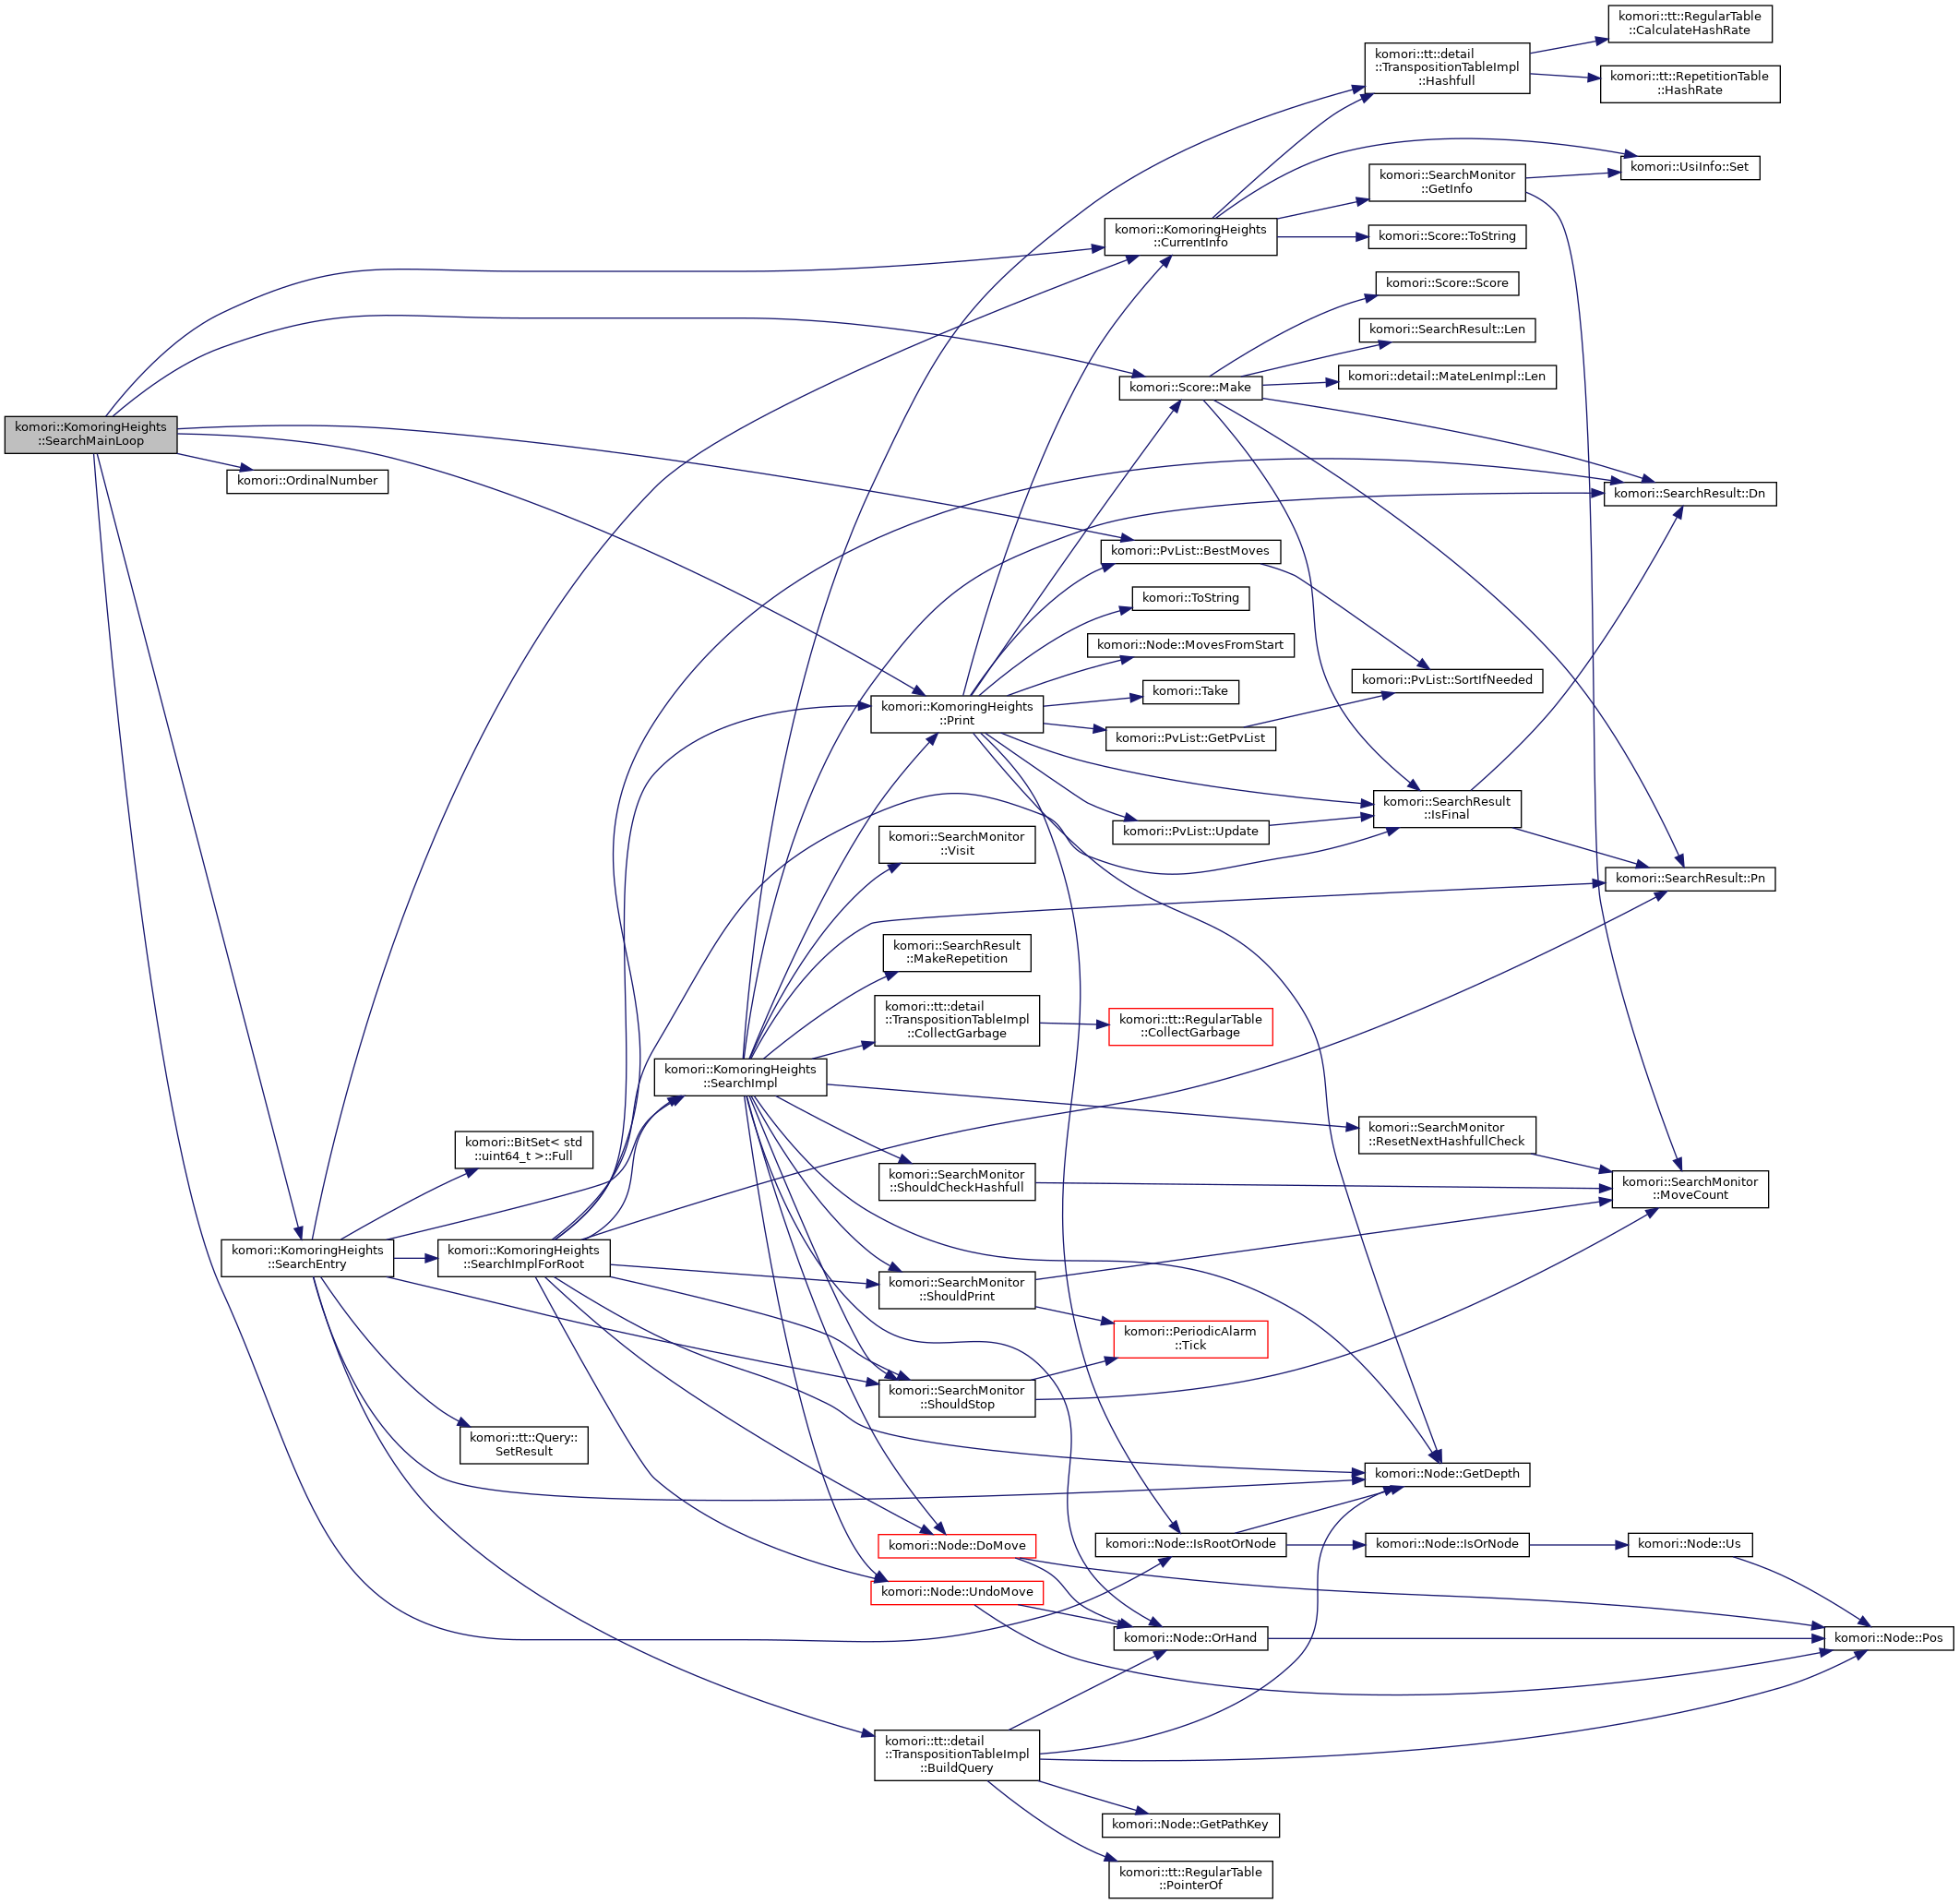 komori::KomoringHeights
::SearchMainLoop
komori::OrdinalNumber
komori::KomoringHeights
::SearchEntry
komori::BitSet< std
::uint64_t >::Full
komori::KomoringHeights
::SearchImplForRoot
komori::tt::Query::
SetResult
komori::KomoringHeights
::SearchImpl
komori::KomoringHeights
::Print
komori::SearchMonitor
::Visit
komori::SearchResult
::MakeRepetition
komori::tt::detail
::TranspositionTableImpl
::CollectGarbage
komori::SearchMonitor
::ShouldCheckHashfull
komori::SearchMonitor
::ShouldPrint
komori::SearchMonitor
::ShouldStop
komori::Node::DoMove
komori::Node::UndoMove
komori::tt::detail
::TranspositionTableImpl
::BuildQuery
komori::KomoringHeights
::CurrentInfo
komori::Score::Make
komori::PvList::BestMoves
komori::ToString
komori::Node::MovesFromStart
komori::Take
komori::PvList::GetPvList
komori::PvList::Update
komori::tt::RegularTable
::CollectGarbage
komori::PeriodicAlarm
::Tick
komori::Node::IsRootOrNode
komori::Node::OrHand
komori::Node::GetPathKey
komori::tt::RegularTable
::PointerOf
komori::tt::detail
::TranspositionTableImpl
::Hashfull
komori::SearchMonitor
::GetInfo
komori::Score::ToString
komori::Score::Score
komori::SearchResult::Len
komori::detail::MateLenImpl::Len
komori::PvList::SortIfNeeded
komori::SearchResult
::IsFinal
komori::SearchMonitor
::ResetNextHashfullCheck
komori::Node::GetDepth
komori::Node::IsOrNode
komori::tt::RegularTable
::CalculateHashRate
komori::tt::RepetitionTable
::HashRate
komori::UsiInfo::Set
komori::SearchResult::Dn
komori::SearchResult::Pn
komori::SearchMonitor
::MoveCount
komori::Node::Us
komori::Node::Pos